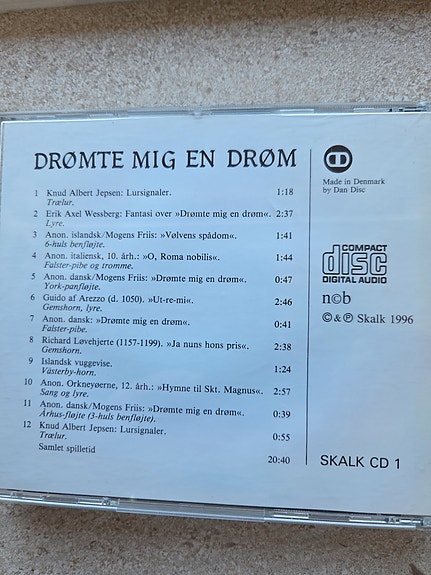 DRØMTE MIG EN DRØM
1 Knud Albert Jepsen: Lursignaler. 1:18
Trælur.
2 Erik Axel Wessberg: Fantasi over »Drømte mig en drøm«. 2:37
Lyre.
3 Anon. islandsk/Mogens Friis: »Vølvens spådom«. 1:41
6-huls benfløjte.
4 Anon. italiensk, 10. årh.: »O, Roma nobilis«. 1:44
Falster-pibe og tromme.
5 Anon. dansk/Mogens Friis: »Drømte mig en drøm«. 0:47
York-panfløjte.
6 Guido af Arezzo (d. 1050). »Ut-re-mi«. 2:46
Gemshorn, lyre.
7 Anon. dansk: »Drømte mig en drøm«. 0:41
Falster-pibe.
8 Richard Løvehjerte (1157-1199). »Ja nuns hons pris«. 2:38
Gemshorn.
9 Islandsk vuggevise. 1:24
Västerby-horn.
10 Anon. Orkneyøerne, 12. årh.: »Hymne til Skt. Magnus«. 2:57
Sang og lyre.
11 Anon. dansk/Mogens Friis: »Drømte mig en drøm«. 0:39
Århus-fløjte (3-huls benfløjte).
12 Knud Albert Jepsen: Lursignaler. 0:55
Trælur.
Samlet spilletid 20:40
Made in Denmark
by Dan Disc
COMPACT
disc
DIGITAL AUDIO
n©b
© & ℗ Skalk 1996
SKALK CD 1